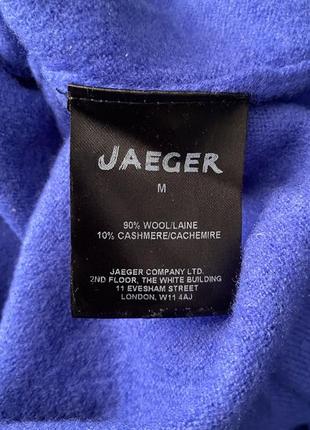 JAEGER
M
90% WOOL/LAINE
10% CASHMERE/CACHEMIRE
JAEGER COMPANY LTD.
2ND FLOOR, THE WHITE BUILDING
11 EVESHAM STREET
LONDON, W11 4AJ